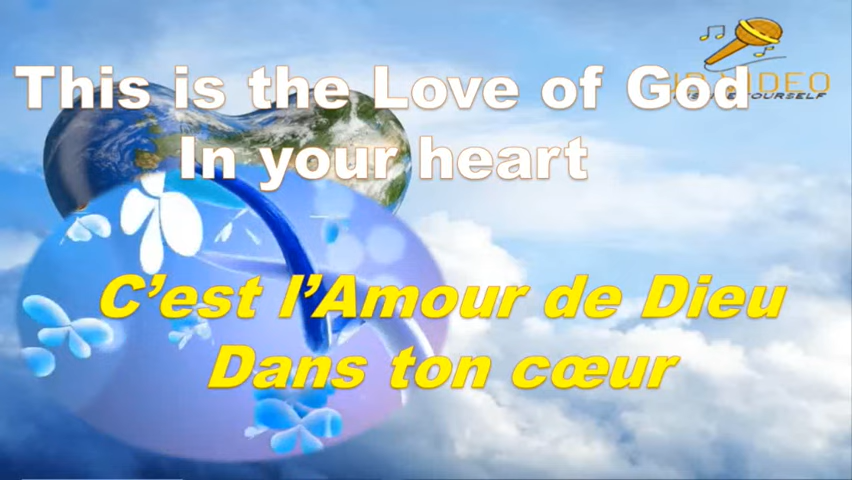 This is the Love of God
In your heart
C’est l’Amour de Dieu
Dans ton cœur